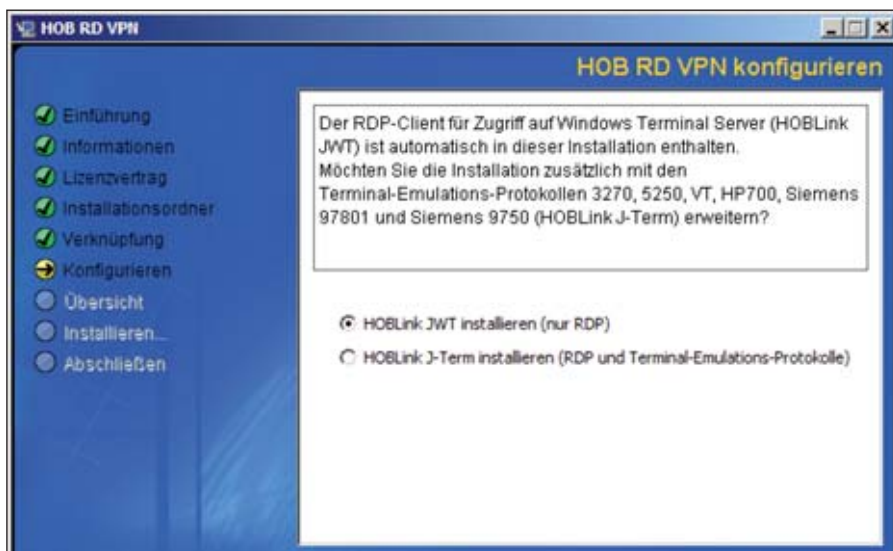 HOB RD VPN
HOB RD VPN konfigurieren
Einführung
Informationen
Lizenzvertrag
Installationsordner
Verknüpfung
Konfigurieren
Übersicht
Installieren...
Abschließen
Der RDP-Client für Zugriff auf Windows Terminal Server (HOBLink
JWT) ist automatisch in dieser Installation enthalten.
Möchten Sie die Installation zusätzlich mit den
Terminal-Emulations-Protokollen 3270, 5250, VT, HP700, Siemens
97801 und Siemens 9750 (HOBLink J-Term) erweitern?
HOBLink JWT installieren (nur RDP)
HOBLink J-Term installieren (RDP und Terminal-Emulations-Protokolle)